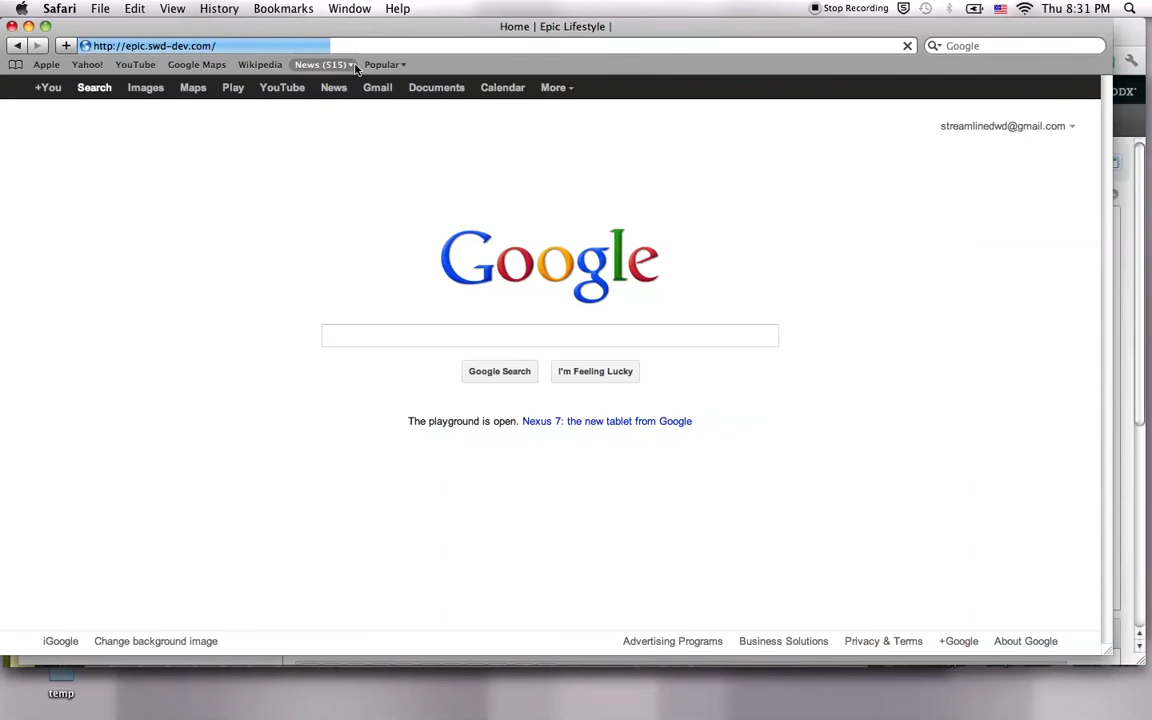 Safari File Edit View History Bookmarks Window Help Stop Recording Thu 8:31 PM
Home | Epic Lifestyle |
http://epic.swd-dev.com/ Google
Apple Yahoo! YouTube Google Maps Wikipedia News (515) Popular
+You Search Images Maps Play YouTube News Gmail Documents Calendar More
streamlinedwd@gmail.com
Google
Google Search I'm Feeling Lucky
The playground is open. Nexus 7: the new tablet from Google
iGoogle Change background image Advertising Programs Business Solutions Privacy & Terms +Google About Google
temp